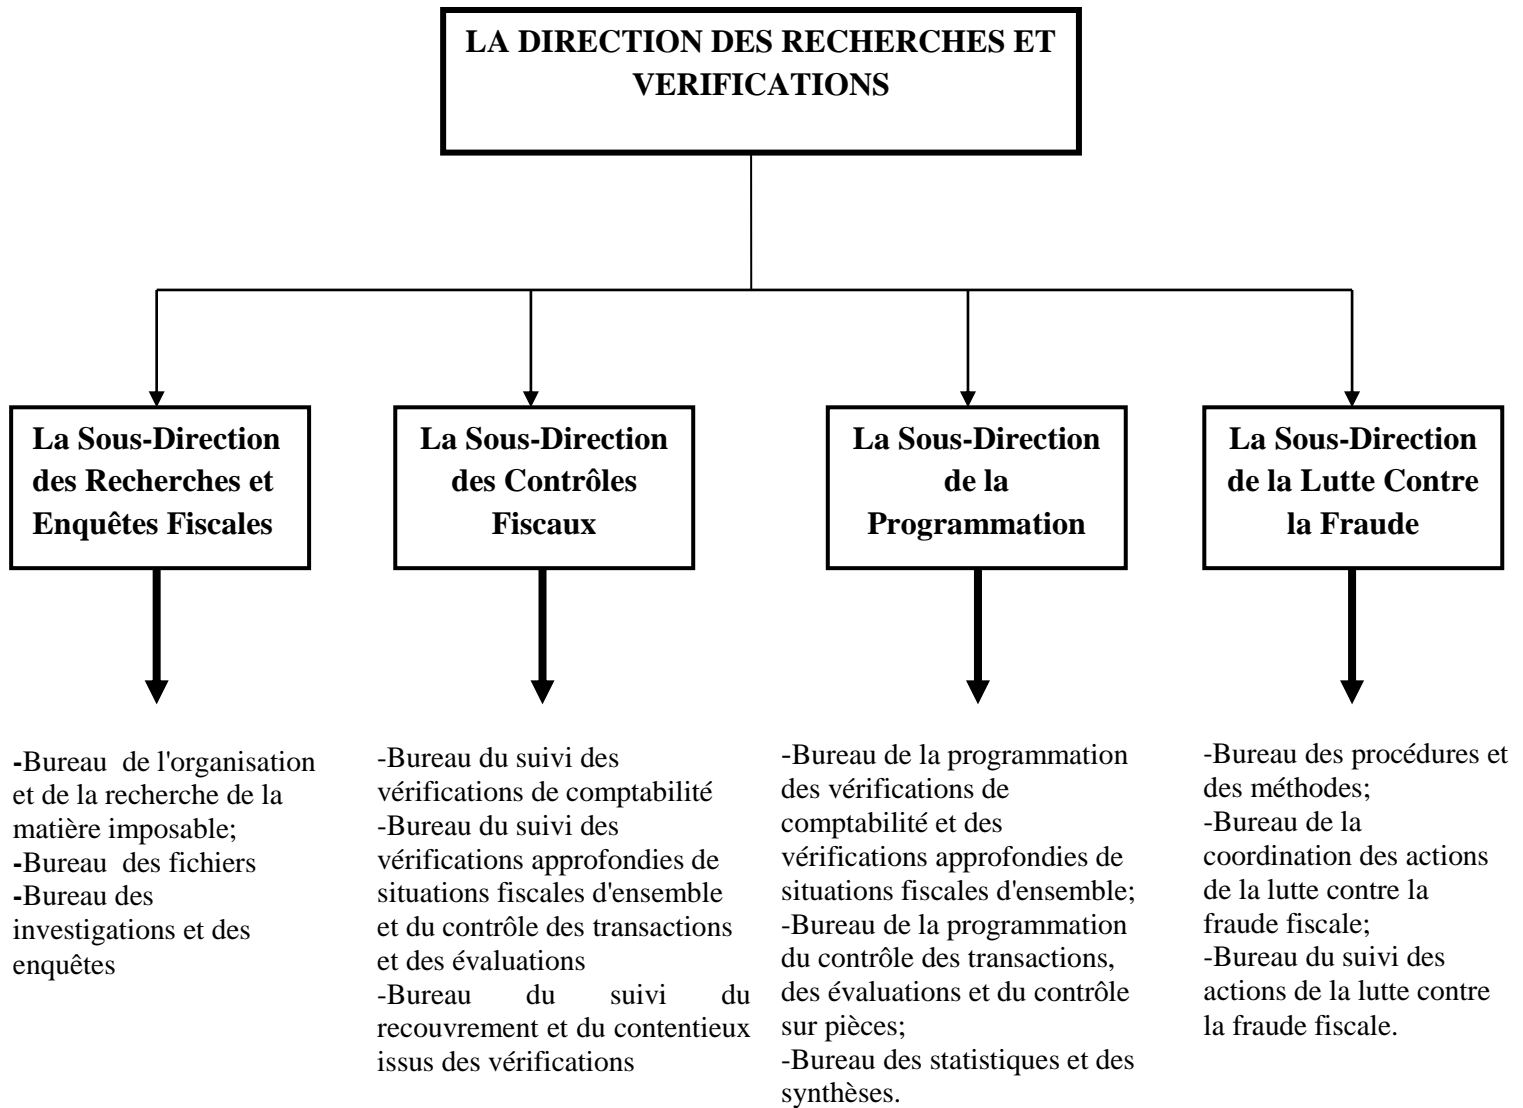 LA DIRECTION DES RECHERCHES ET
VERIFICATIONS
La Sous-Direction
des Recherches et
Enquêtes Fiscales
La Sous-Direction
des Contrôles
Fiscaux
La Sous-Direction
de la
Programmation
La Sous-Direction
de la Lutte Contre
la Fraude
-Bureau de l'organisation
et de la recherche de la
matière imposable;
-Bureau des fichiers
-Bureau des
investigations et des
enquêtes
-Bureau du suivi des
vérifications de comptabilité
-Bureau du suivi des
vérifications approfondies de
situations fiscales d'ensemble
et du contrôle des transactions
et des évaluations
-Bureau du suivi du
recouvrement et du contentieux
issus des vérifications
-Bureau de la programmation
des vérifications de
comptabilité et des
vérifications approfondies de
situations fiscales d'ensemble;
-Bureau de la programmation
du contrôle des transactions,
des évaluations et du contrôle
sur pièces;
-Bureau des statistiques et des
synthèses.
-Bureau des procédures et
des méthodes;
-Bureau de la
coordination des actions
de la lutte contre la
fraude fiscale;
-Bureau du suivi des
actions de la lutte contre
la fraude fiscale.